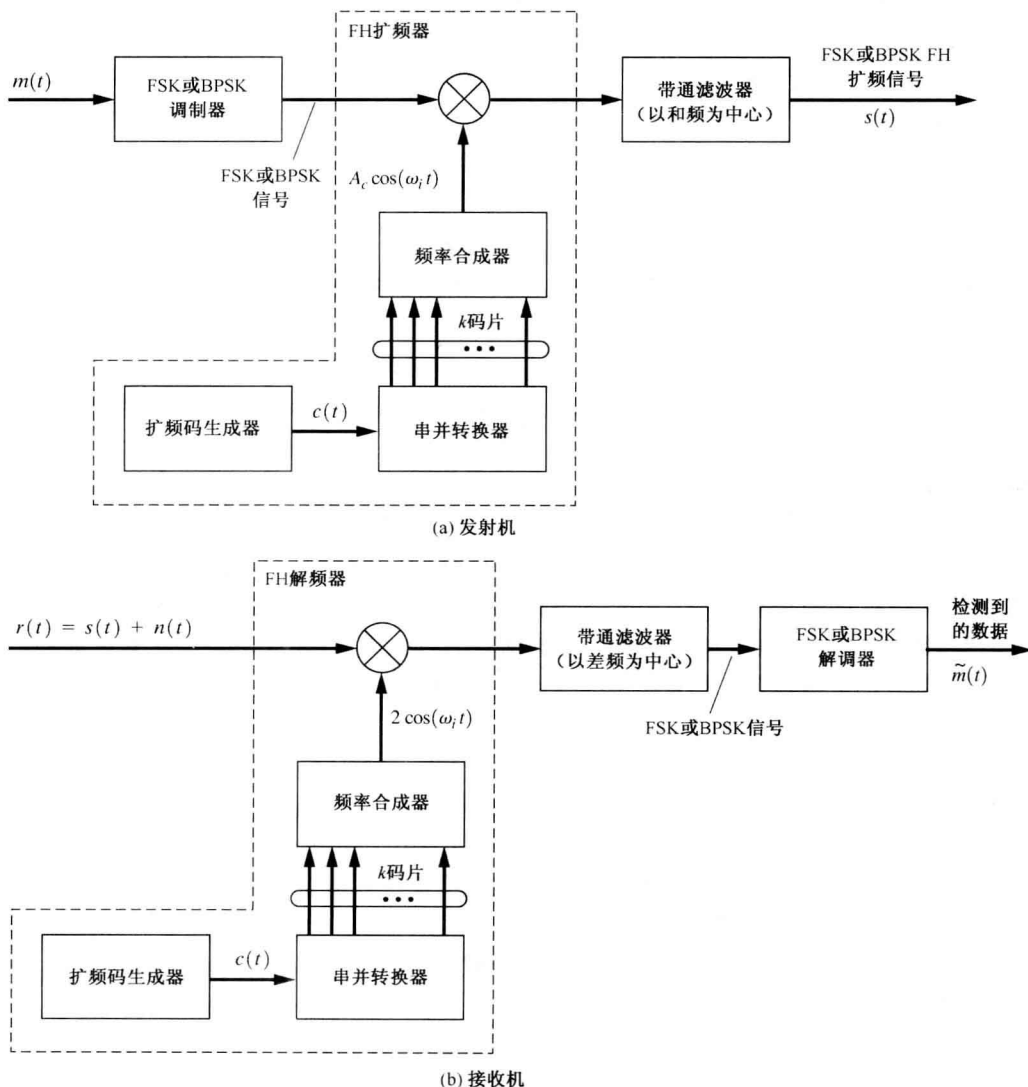 FH扩频器
m(t)
FSK或BPSK
调制器
FSK或BPSK
信号
A_c cos(ω_i t)
带通滤波器
（以和频为中心）
FSK或BPSK FH
扩频信号
s(t)
频率合成器
k码片
•••
扩频码生成器
c(t)
串并转换器
(a) 发射机
FH解频器
r(t) = s(t) + n(t)
2 cos(ω_i t)
带通滤波器
（以差频为中心）
FSK或BPSK信号
FSK或BPSK
解调器
检测到
的数据
m̃(t)
频率合成器
k码片
•••
扩频码生成器
c(t)
串并转换器
(b) 接收机